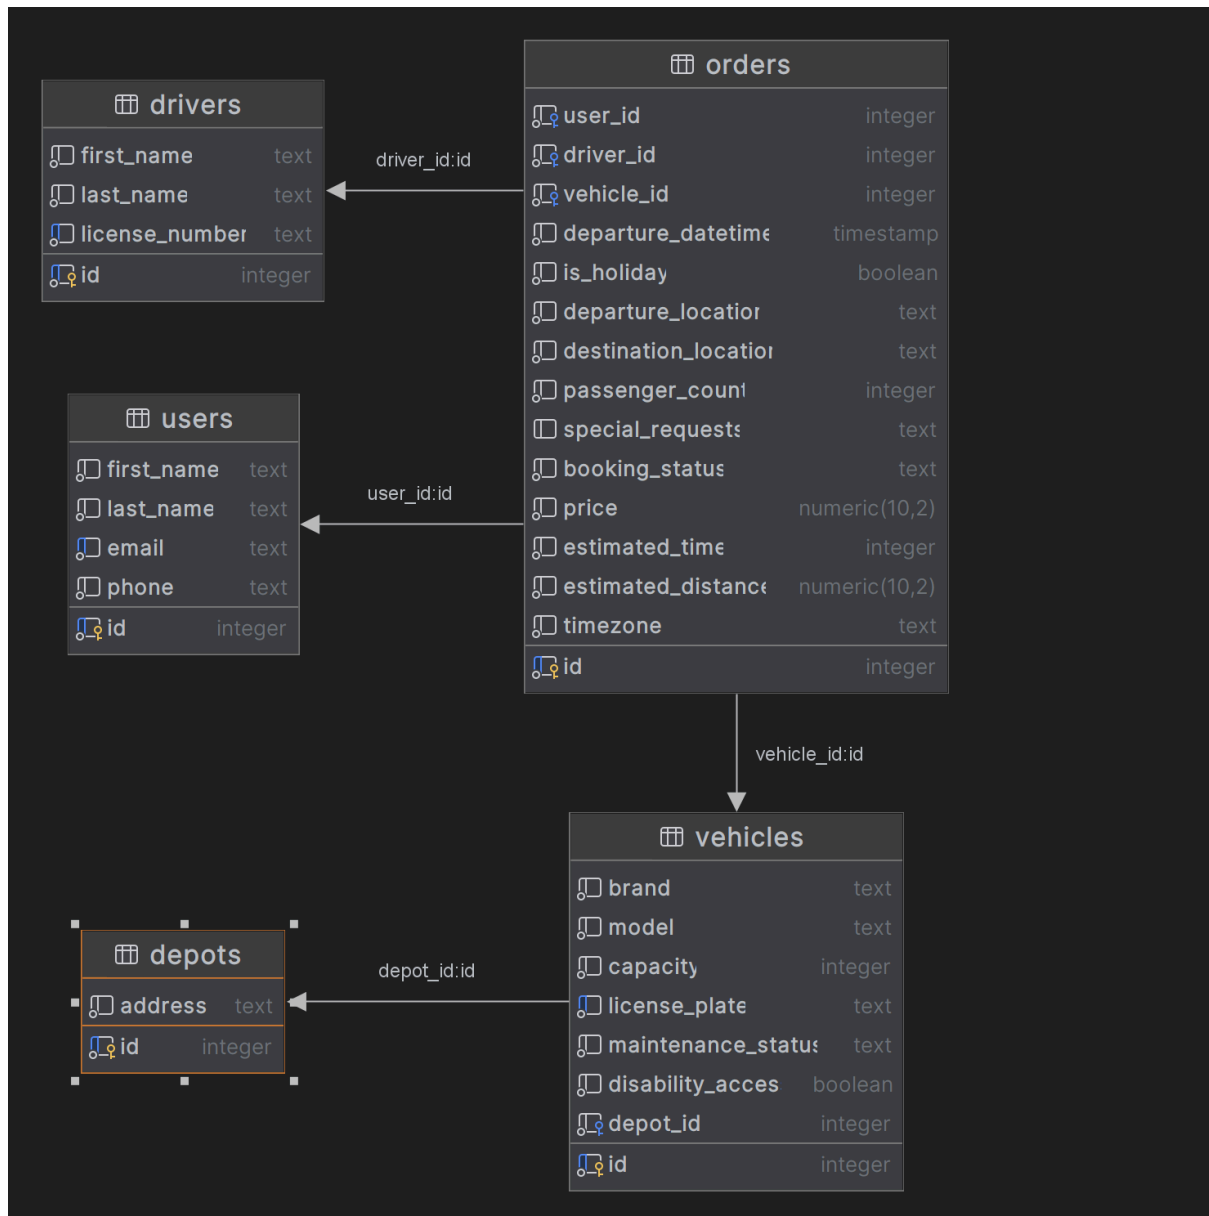 orders
user_id integer
driver_id integer
vehicle_id integer
departure_datetime timestamp
is_holiday boolean
departure_location text
destination_location text
passenger_count integer
special_requests text
booking_status text
price numeric(10,2)
estimated_time integer
estimated_distance numeric(10,2)
timezone text
id integer
drivers
first_name text
last_name text
license_number text
id integer
driver_id:id
users
first_name text
last_name text
email text
phone text
id integer
user_id:id
vehicle_id:id
vehicles
brand text
model text
capacity integer
license_plate text
maintenance_status text
disability_acces boolean
depot_id integer
id integer
depot_id:id
depots
address text
id integer